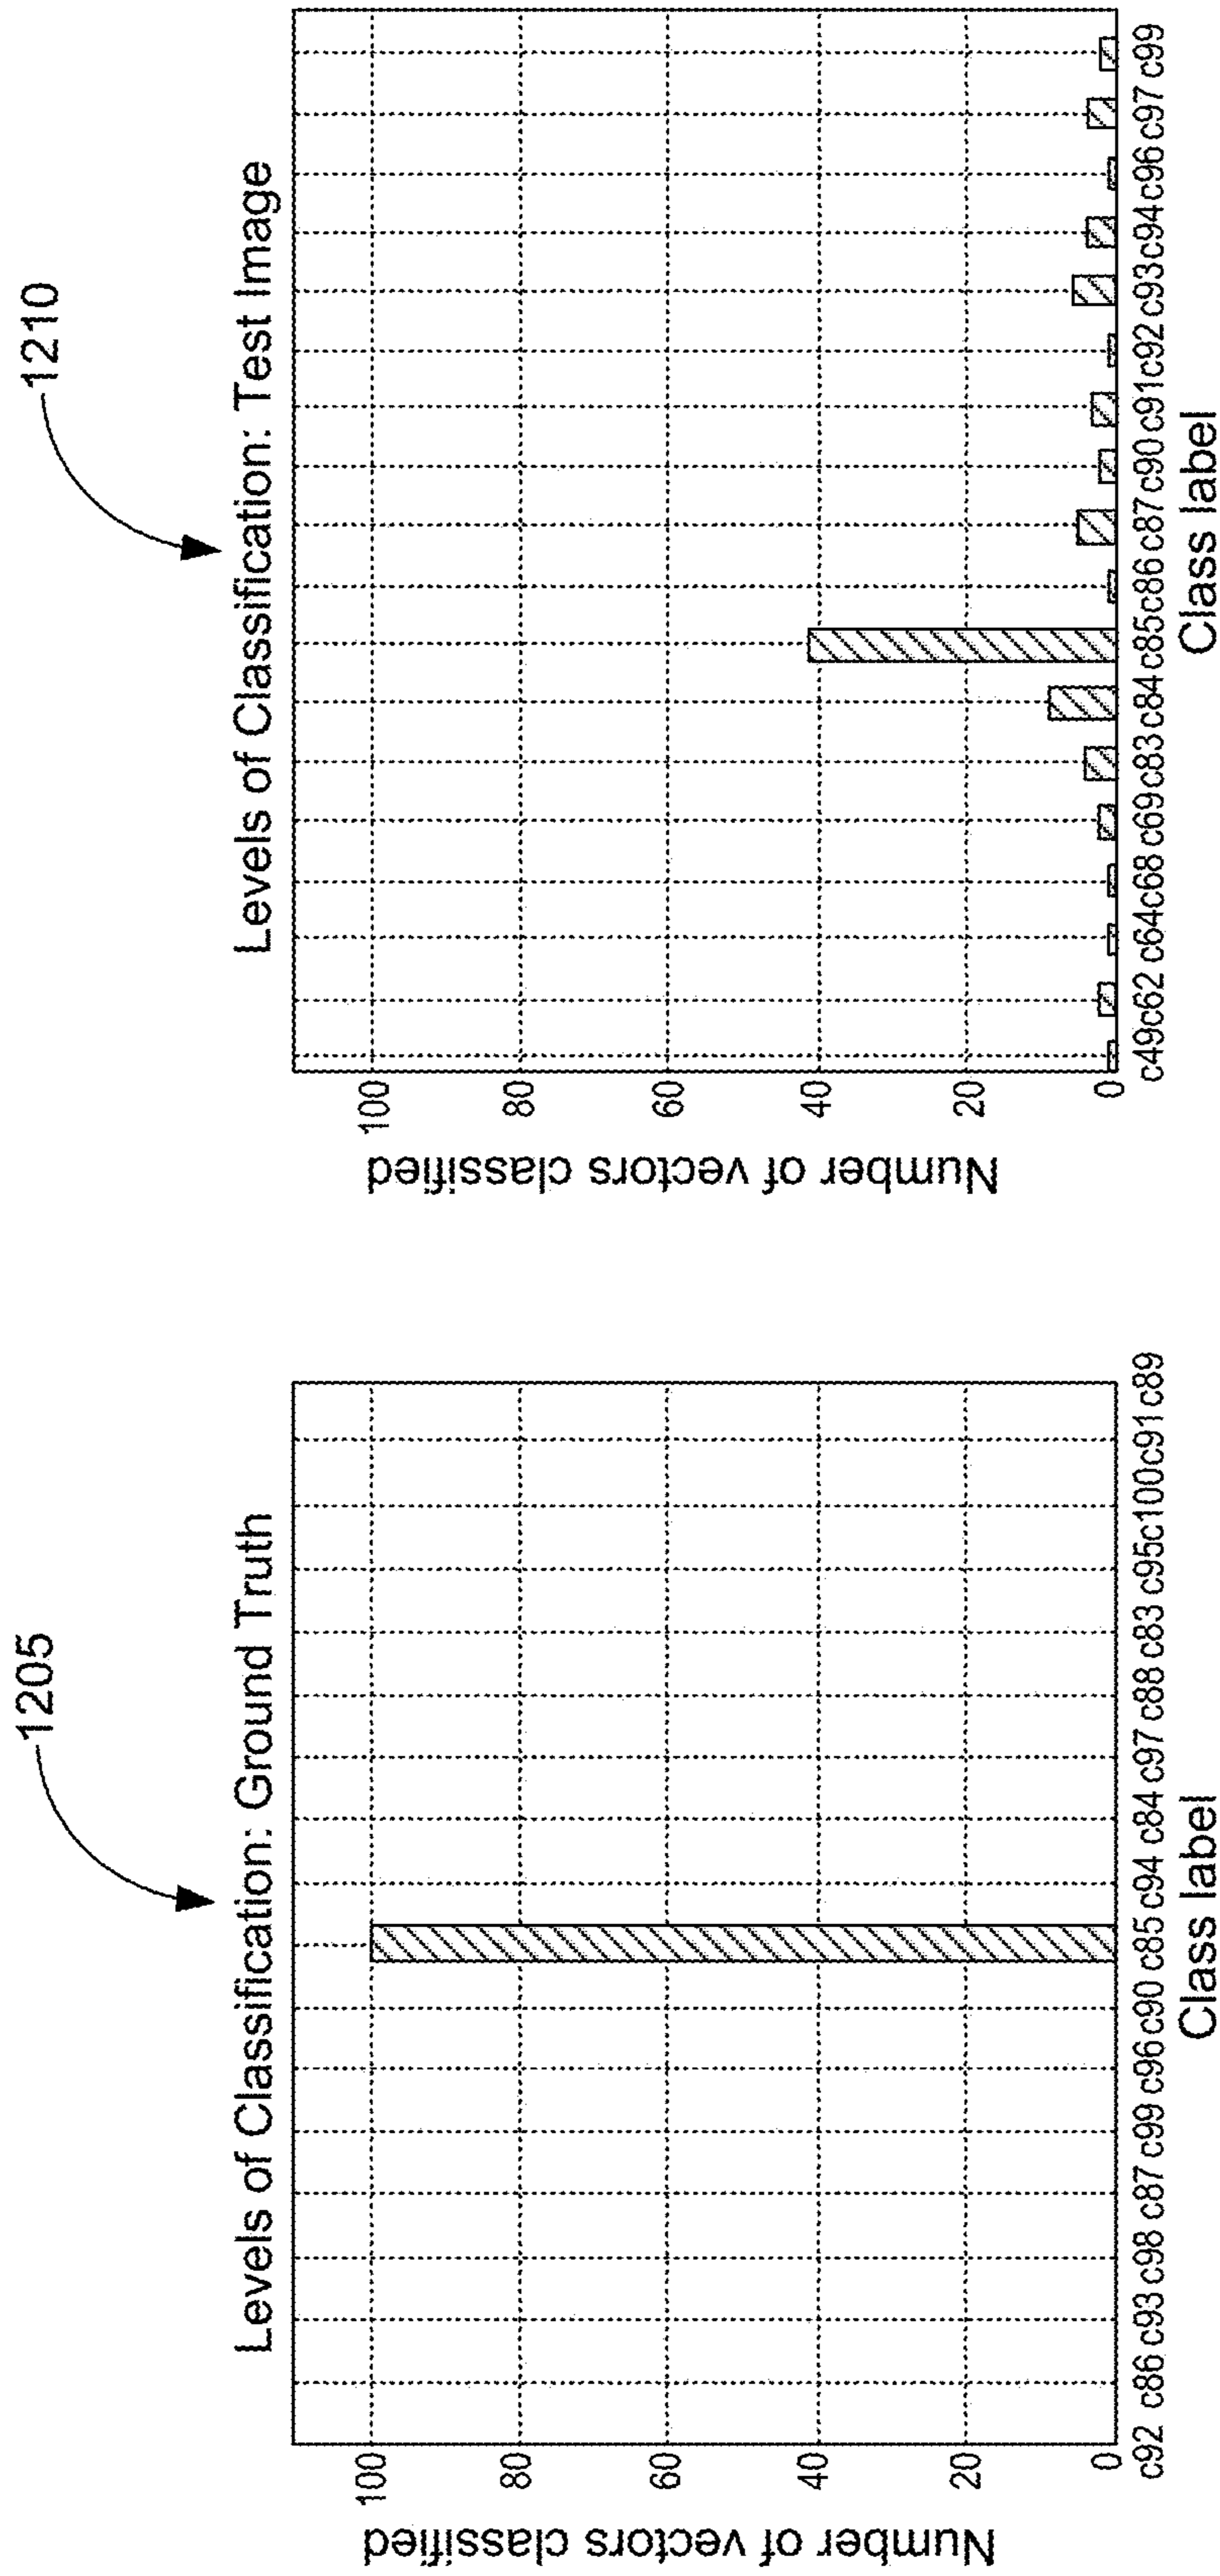 1205
Levels of Classification: Ground Truth
Number of vectors classified
100
80
60
40
20
0
c92 c86 c93 c98 c87 c99 c96 c90 c85 c94 c84 c97 c88 c83 c95 c100 c91 c89
Class label
1210
Levels of Classification: Test Image
Number of vectors classified
100
80
60
40
20
0
c49 c62 c64 c68 c69 c83 c84 c85 c86 c87 c90 c91 c92 c93 c94 c96 c97 c99
Class label